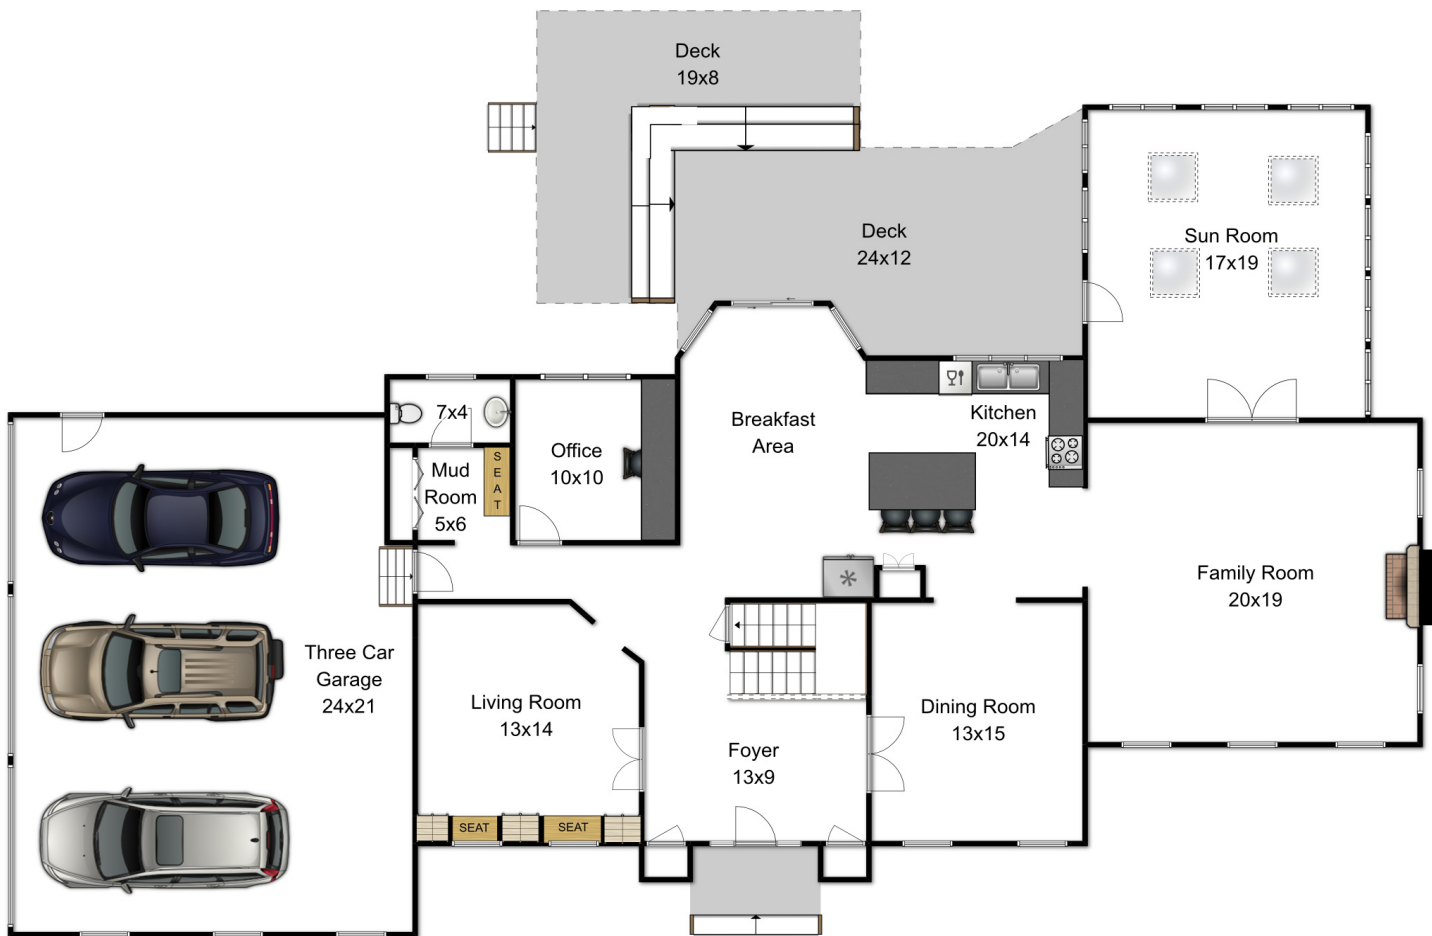 Deck
19x8
Deck
24x12
Sun Room
17x19
7x4
Office
10x10
Mud
Room
5x6
S
E
A
T
Breakfast
Area
Kitchen
20x14
Family Room
20x19
Three Car
Garage
24x21
Living Room
13x14
SEAT
SEAT
Foyer
13x9
Dining Room
13x15